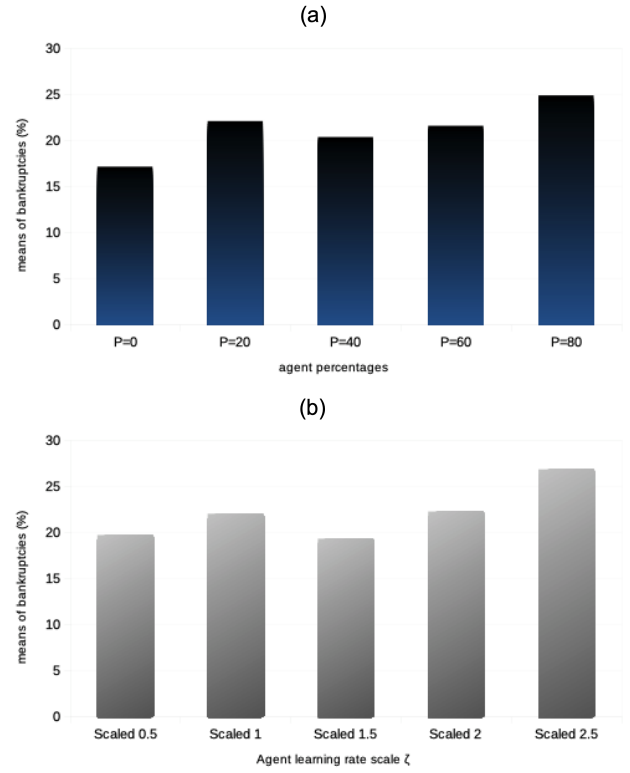 (a)
means of bankruptcies (%)
30
25
20
15
10
5
0
P=0 P=20 P=40 P=60 P=80
agent percentages
(b)
means of bankruptcies (%)
30
25
20
15
10
5
0
Scaled 0.5 Scaled 1 Scaled 1.5 Scaled 2 Scaled 2.5
Agent learning rate scale ζ